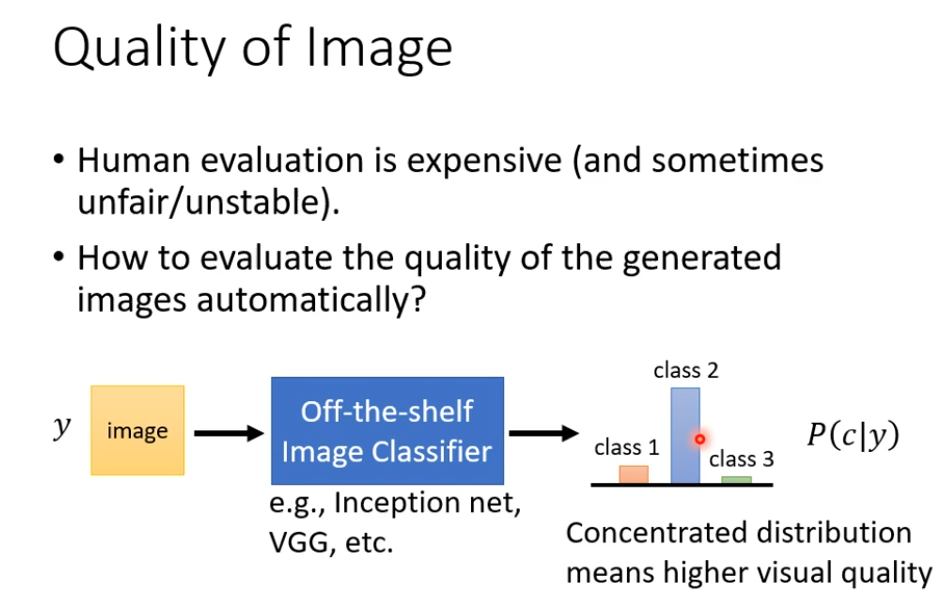 Quality of Image
• Human evaluation is expensive (and sometimes
unfair/unstable).
• How to evaluate the quality of the generated
images automatically?
y
image
Off-the-shelf
Image Classifier
e.g., Inception net,
VGG, etc.
class 1
class 2
class 3
P(c|y)
Concentrated distribution
means higher visual quality